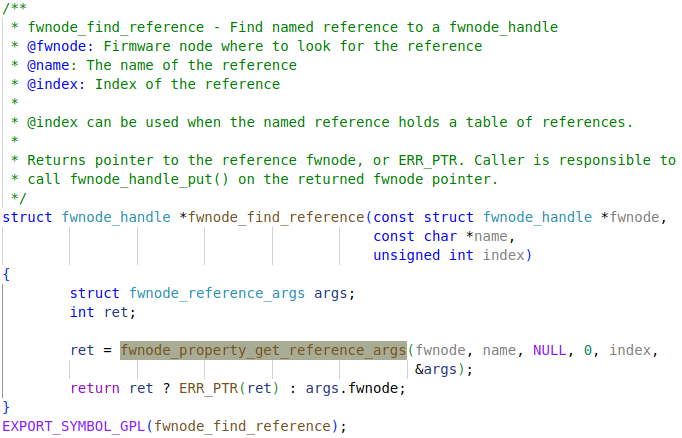 /**
 * fwnode_find_reference - Find named reference to a fwnode_handle
 * @fwnode: Firmware node where to look for the reference
 * @name: The name of the reference
 * @index: Index of the reference
 *
 * @index can be used when the named reference holds a table of references.
 *
 * Returns pointer to the reference fwnode, or ERR_PTR. Caller is responsible to
 * call fwnode_handle_put() on the returned fwnode pointer.
 */
struct fwnode_handle *fwnode_find_reference(const struct fwnode_handle *fwnode,
                                            const char *name,
                                            unsigned int index)
{
        struct fwnode_reference_args args;
        int ret;

        ret = fwnode_property_get_reference_args(fwnode, name, NULL, 0, index,
                                                 &args);
        return ret ? ERR_PTR(ret) : args.fwnode;
}
EXPORT_SYMBOL_GPL(fwnode_find_reference);